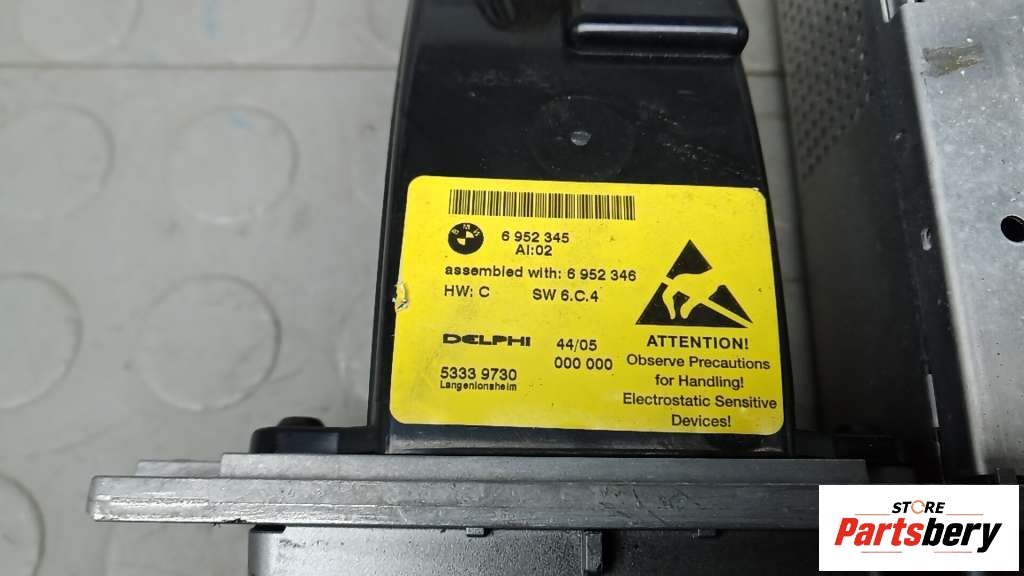 BMW
6 952 345
AI:02
assembled with: 6 952 346
HW: C SW 6.C.4
DELPHI 44/05
000 000
5333 9730
Langenlonsheim
ATTENTION!
Observe Precautions
for Handling!
Electrostatic Sensitive
Devices!
STORE
Partsbery